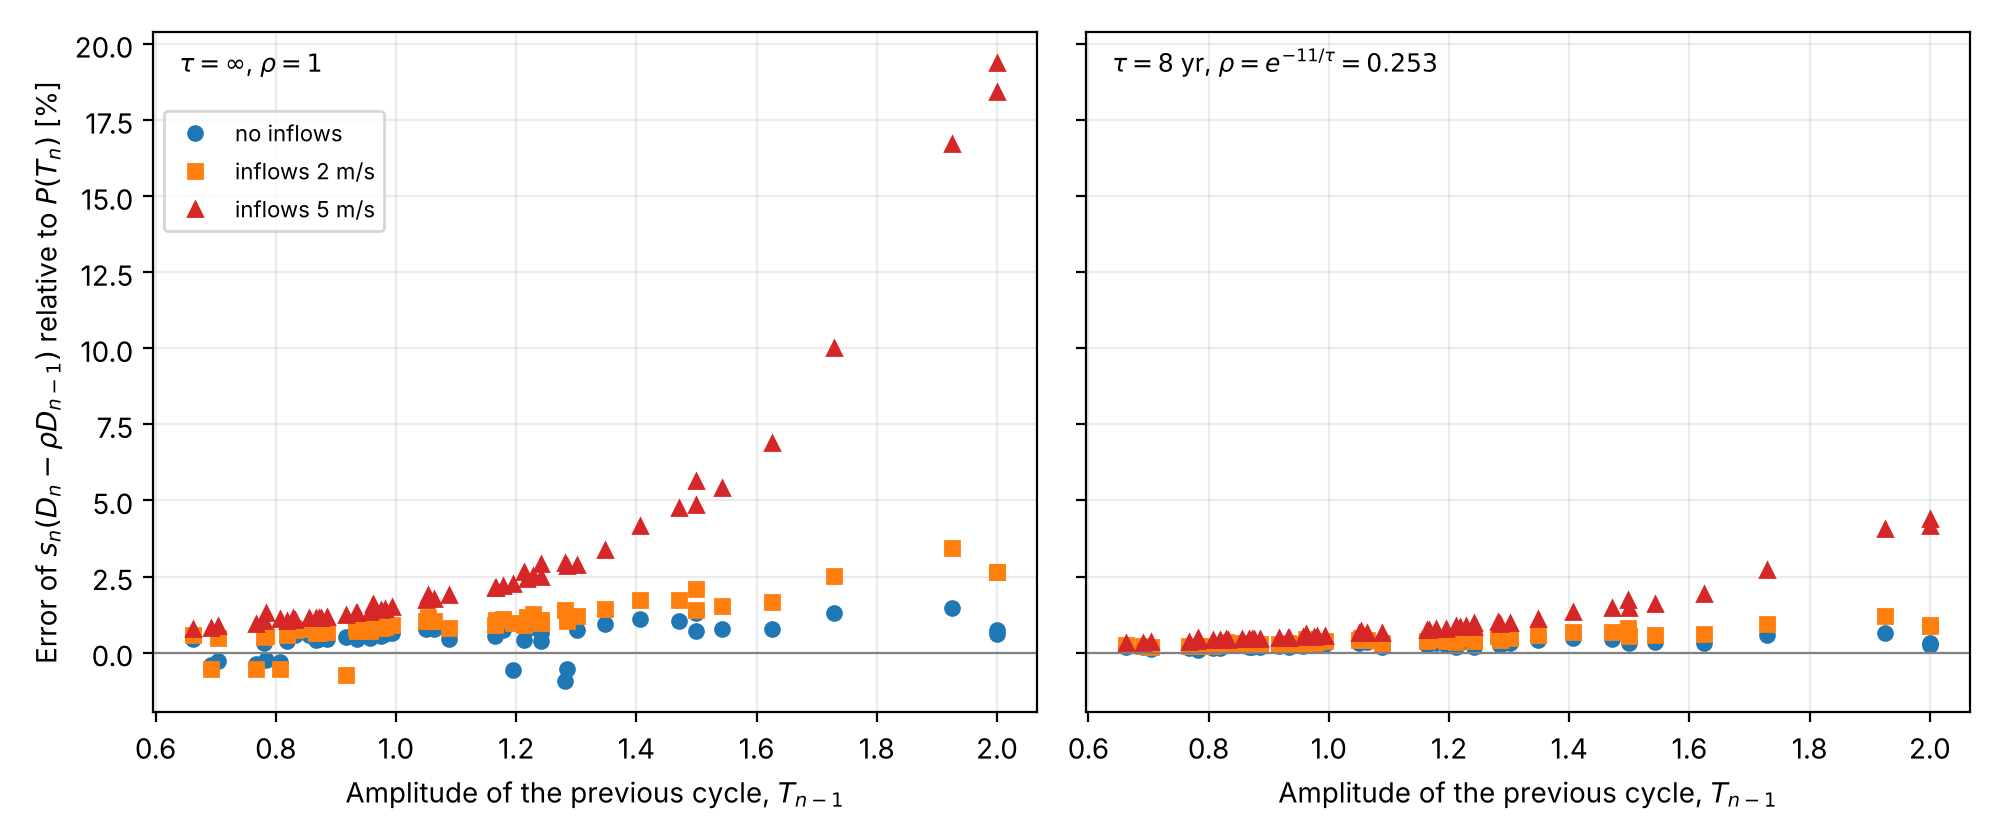 Error of sₙ(Dₙ − ρDₙ₋₁) relative to P(Tₙ) [%]
20.0
17.5
15.0
12.5
10.0
7.5
5.0
2.5
0.0
τ = ∞, ρ = 1
no inflows
inflows 2 m/s
inflows 5 m/s
0.6 0.8 1.0 1.2 1.4 1.6 1.8 2.0
Amplitude of the previous cycle, Tₙ₋₁
τ = 8 yr, ρ = e^{−11/τ} = 0.253
0.6 0.8 1.0 1.2 1.4 1.6 1.8 2.0
Amplitude of the previous cycle, Tₙ₋₁